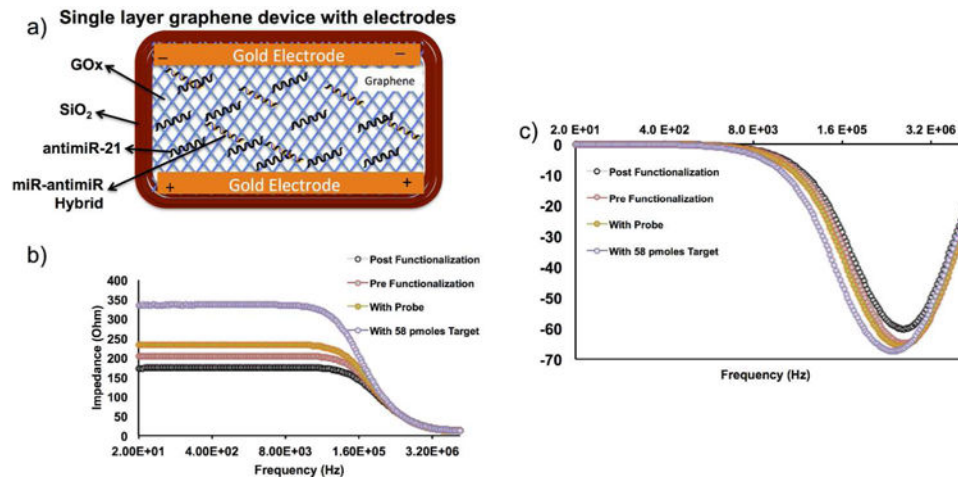 Single layer graphene device with electrodes
a)
− Gold Electrode −
GOx
Graphene
SiO2
antimiR-21
miR-antimiR
Hybrid
+ Gold Electrode +
b)
Post Functionalization
Pre Functionalization
With Probe
With 58 pmoles Target
Impedance (Ohm)
400
350
300
250
200
150
100
50
0
2.00E+01 4.00E+02 8.00E+03 1.60E+05 3.20E+06
Frequency (Hz)
c)
2.0 E+01 4.0 E+02 8.0 E+03 1.6 E+05 3.2 E+06
0
-10
-20
-30
-40
-50
-60
-70
Post Functionalization
Pre Functionalization
With Probe
With 58 pmoles Target
Frequency (Hz)